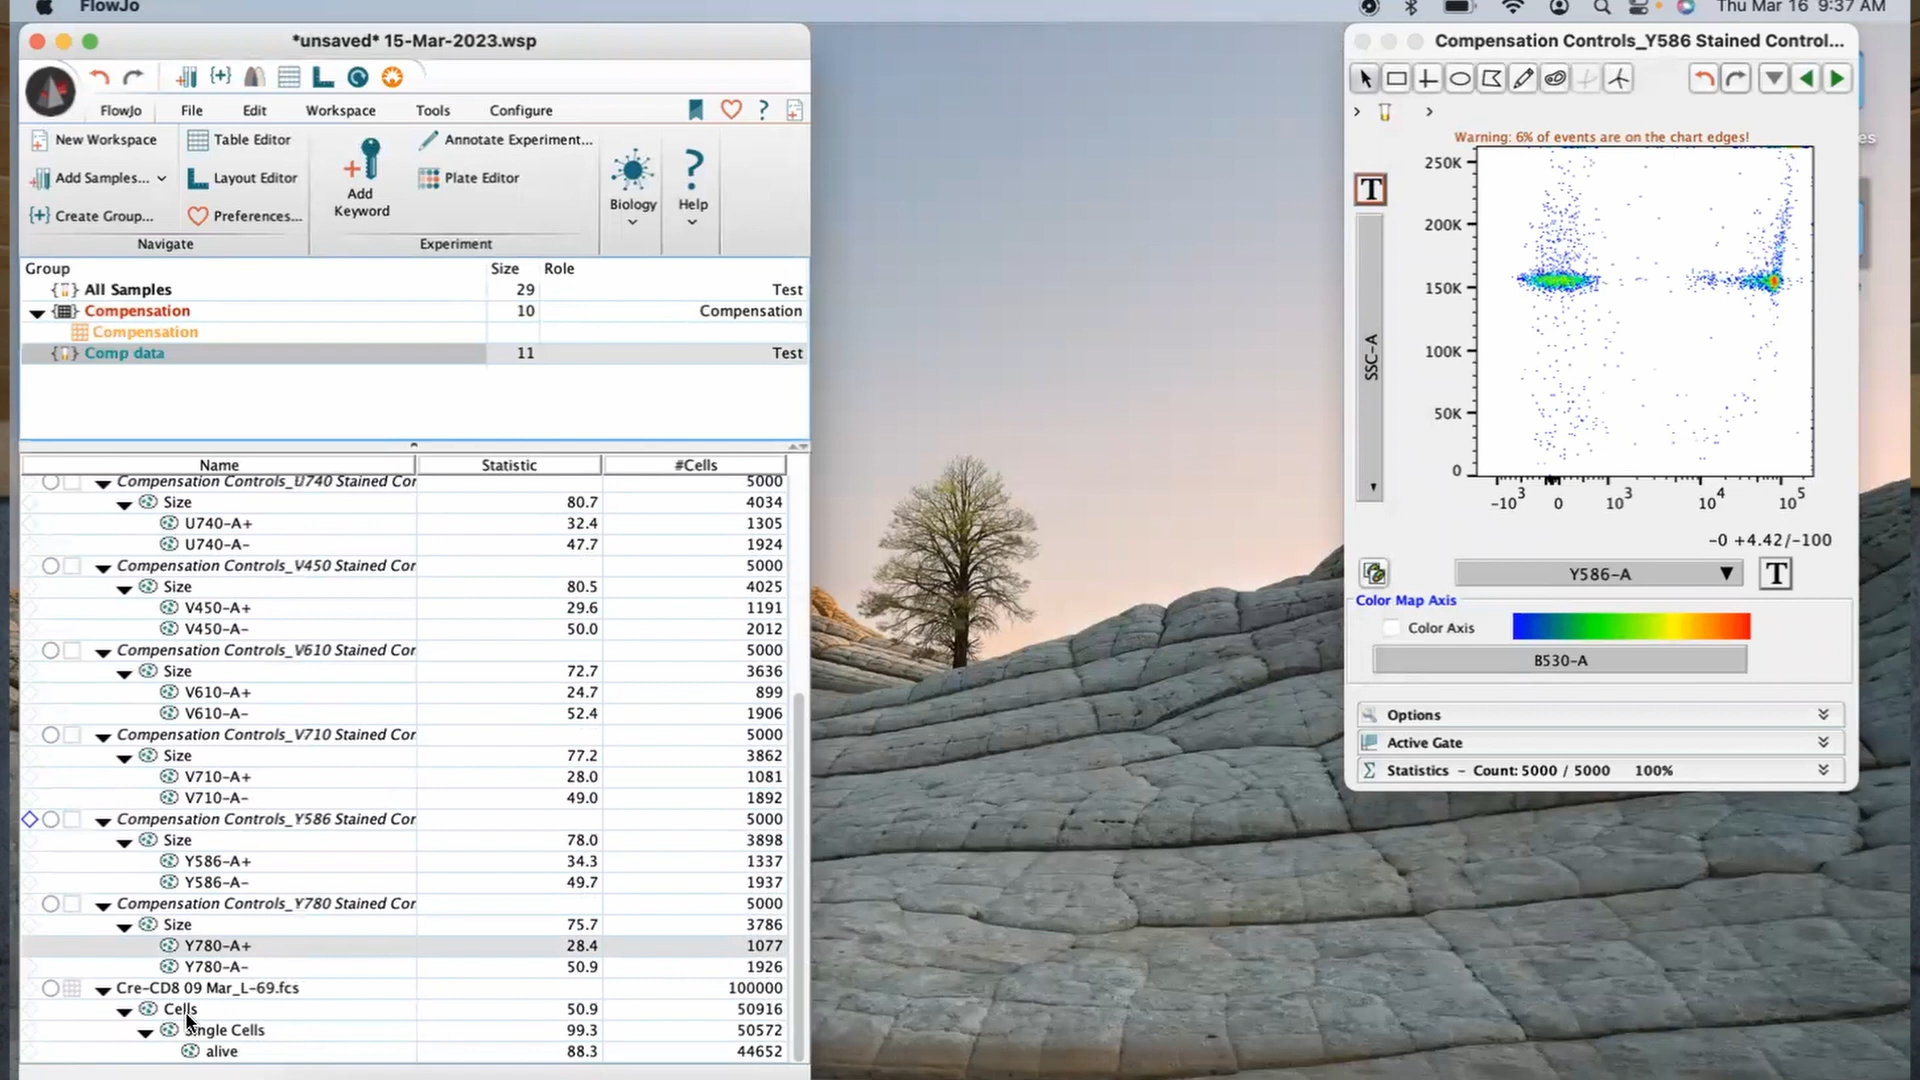 FlowJo
Thu Mar 16 9:37 AM
*unsaved* 15-Mar-2023.wsp
FlowJo File Edit Workspace Tools Configure
New Workspace
Table Editor
Annotate Experiment...
Add Samples...
Layout Editor
Plate Editor
Add Keyword
Create Group...
Preferences...
Biology
Help
Navigate
Experiment
Group Size Role
All Samples 29 Test
Compensation 10 Compensation
Compensation
Comp data 11 Test
Name Statistic #Cells
Compensation Controls_U740 Stained Cor 5000
Size 80.7 4034
U740-A+ 32.4 1305
U740-A- 47.7 1924
Compensation Controls_V450 Stained Cor 5000
Size 80.5 4025
V450-A+ 29.6 1191
V450-A- 50.0 2012
Compensation Controls_V610 Stained Cor 5000
Size 72.7 3636
V610-A+ 24.7 899
V610-A- 52.4 1906
Compensation Controls_V710 Stained Cor 5000
Size 77.2 3862
V710-A+ 28.0 1081
V710-A- 49.0 1892
Compensation Controls_Y586 Stained Cor 5000
Size 78.0 3898
Y586-A+ 34.3 1337
Y586-A- 49.7 1937
Compensation Controls_Y780 Stained Cor 5000
Size 75.7 3786
Y780-A+ 28.4 1077
Y780-A- 50.9 1926
Cre-CD8 09 Mar_L-69.fcs 100000
Cells 50.9 50916
Single Cells 99.3 50572
alive 88.3 44652
Compensation Controls_Y586 Stained Control...
Warning: 6% of events are on the chart edges!
T
SSC-A
250K
200K
150K
100K
50K
0
-10³ 0 10³ 10⁴ 10⁵
-0 +4.42/-100
Y586-A
T
Color Map Axis
Color Axis
B530-A
Options
Active Gate
Statistics - Count: 5000 / 5000 100%